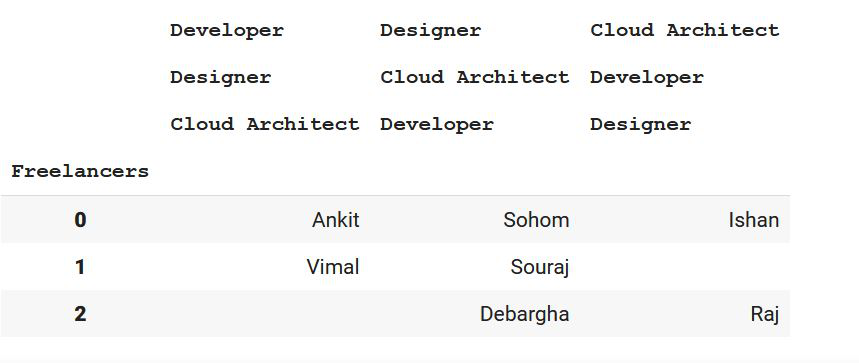 Developer Designer Cloud Architect
Designer Cloud Architect Developer
Cloud Architect Developer Designer
Freelancers
0 Ankit Sohom Ishan
1 Vimal Souraj
2 Debargha Raj